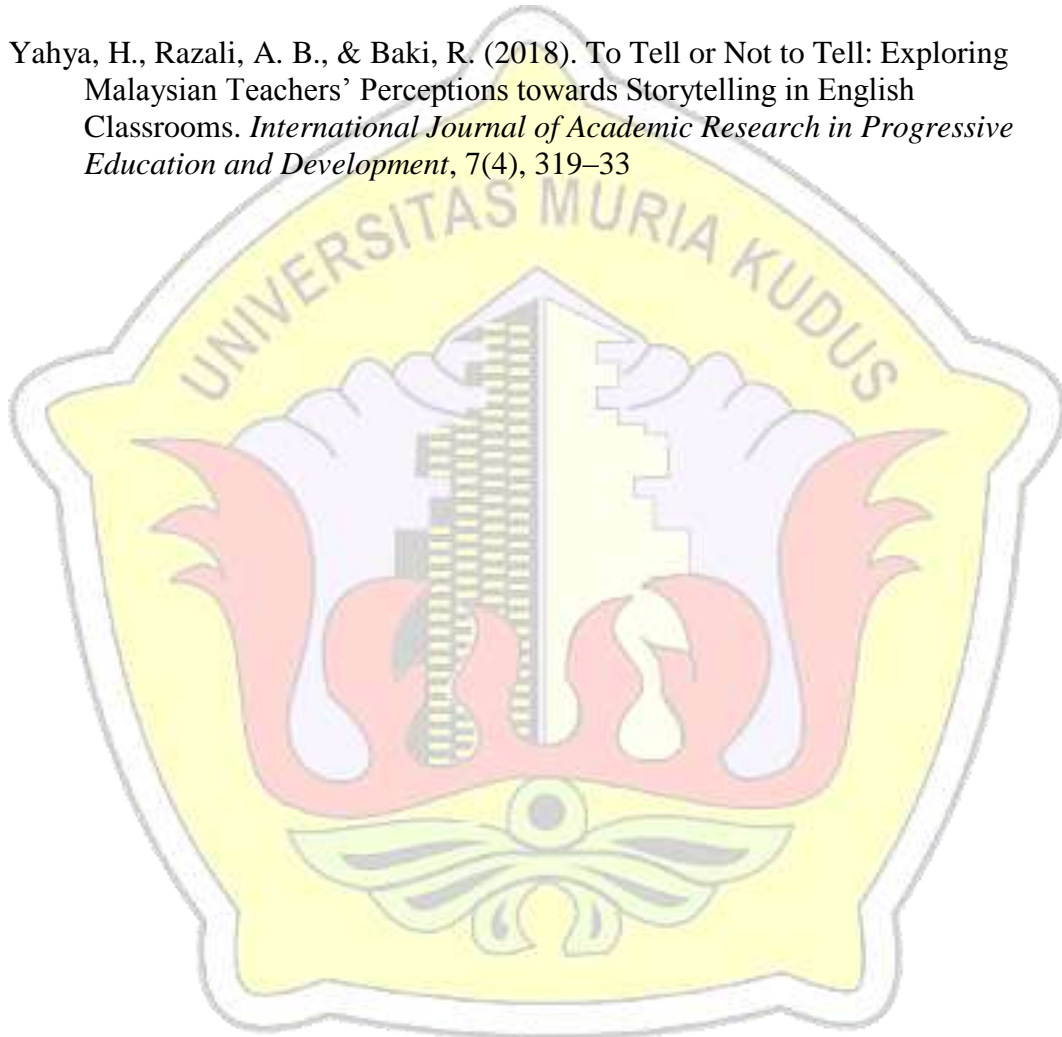 Yahya, H., Razali, A. B., & Baki, R. (2018). To Tell or Not to Tell: Exploring
Malaysian Teachers’ Perceptions towards Storytelling in English
Classrooms. International Journal of Academic Research in Progressive
Education and Development, 7(4), 319–33
UNIVERSITAS MURIA KUDUS